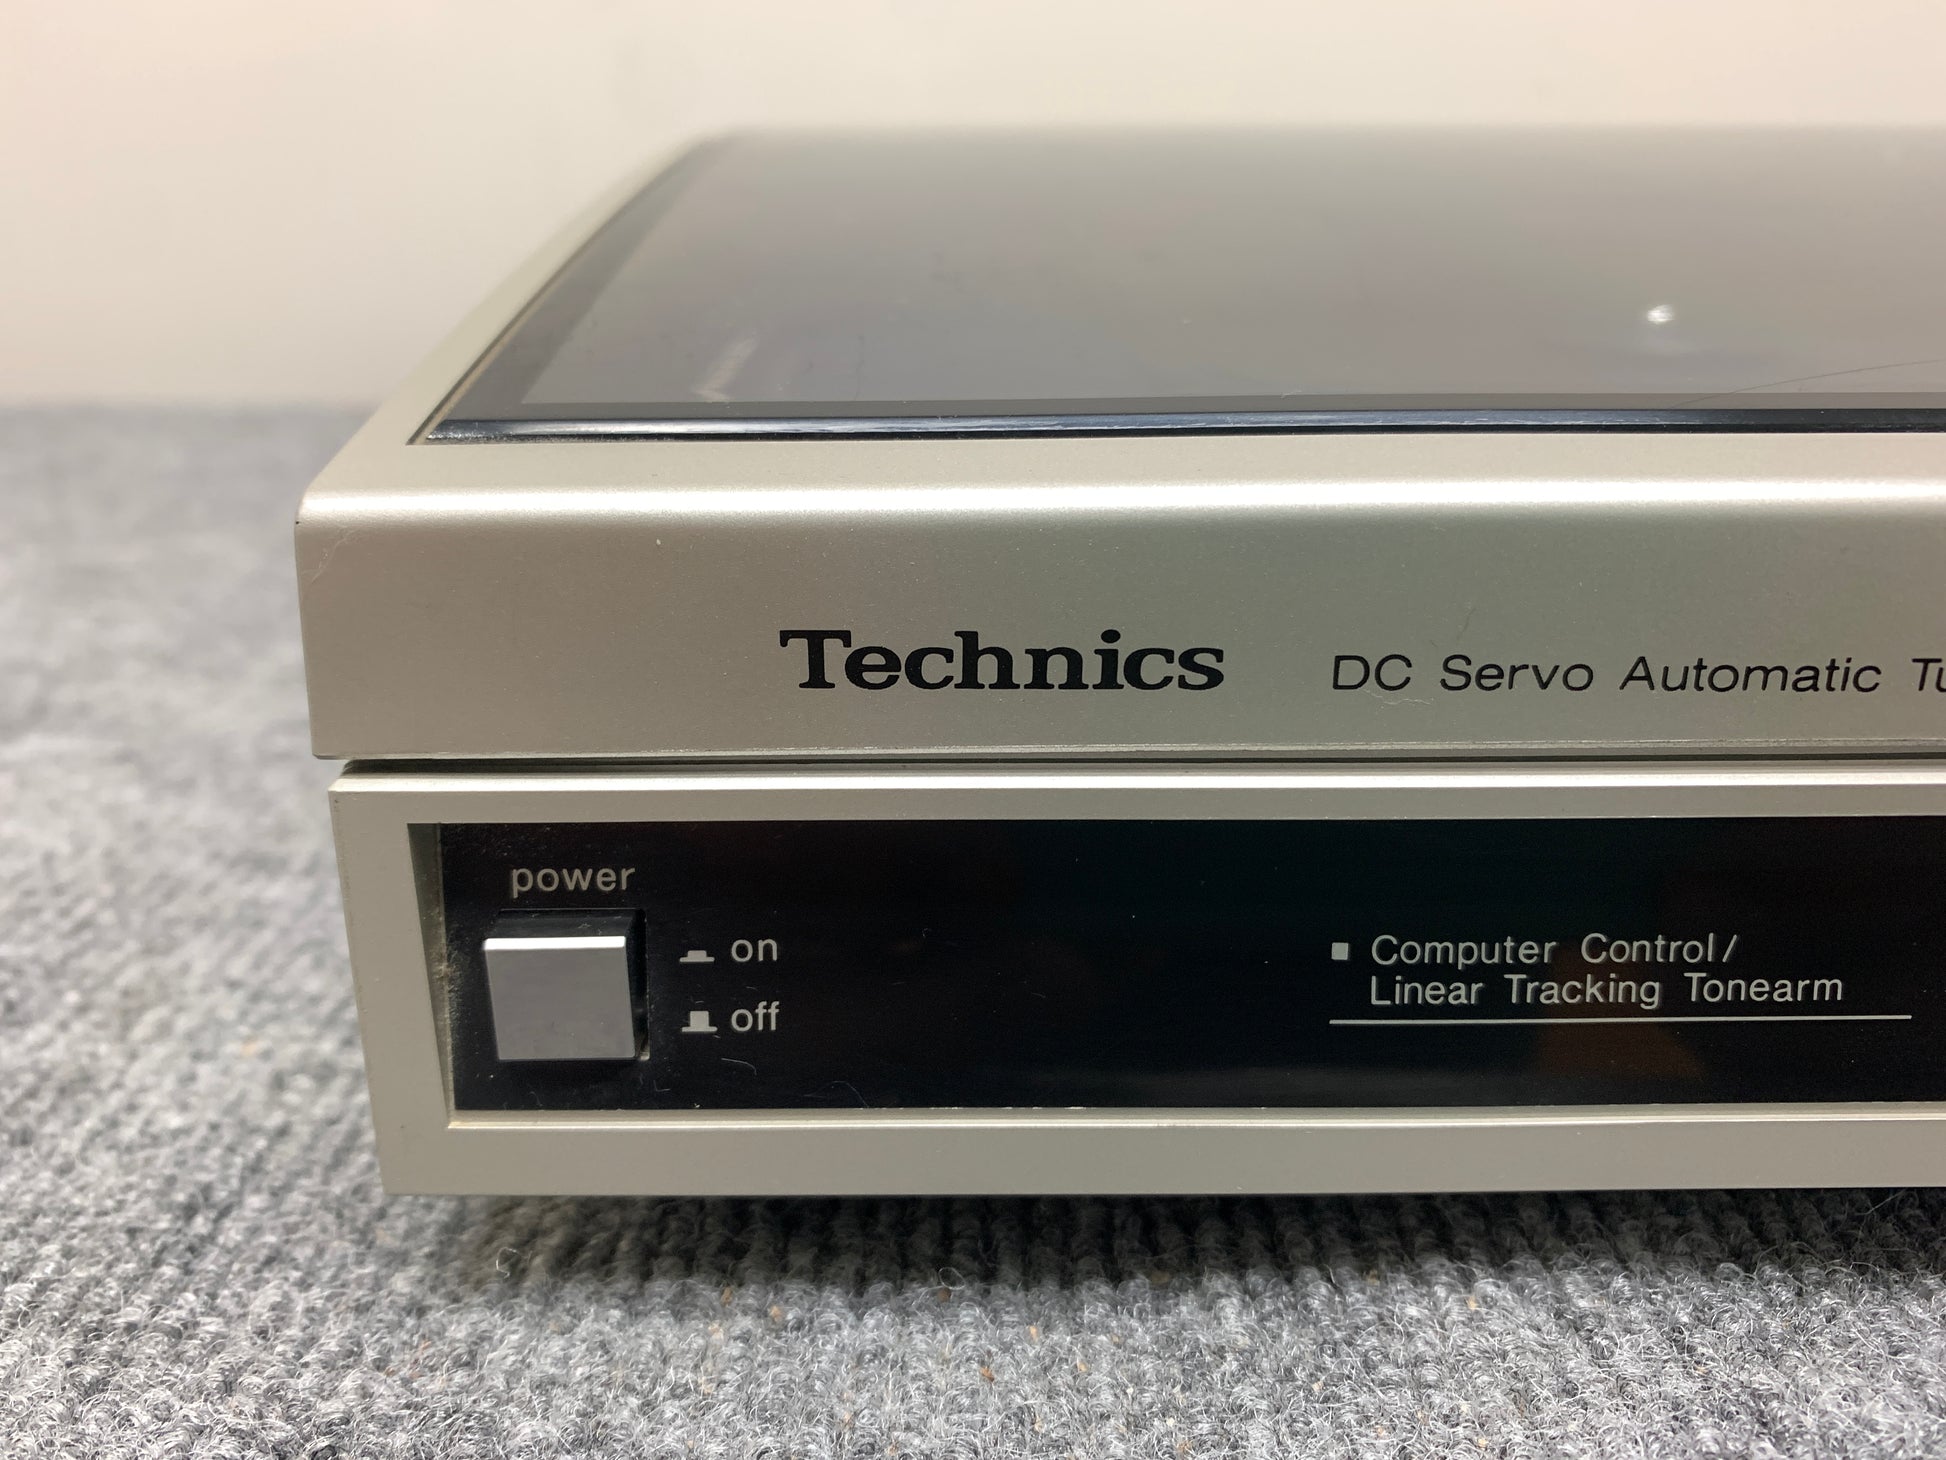 Technics DC Servo Automatic
power
on
off
Computer Control/
Linear Tracking Tonearm